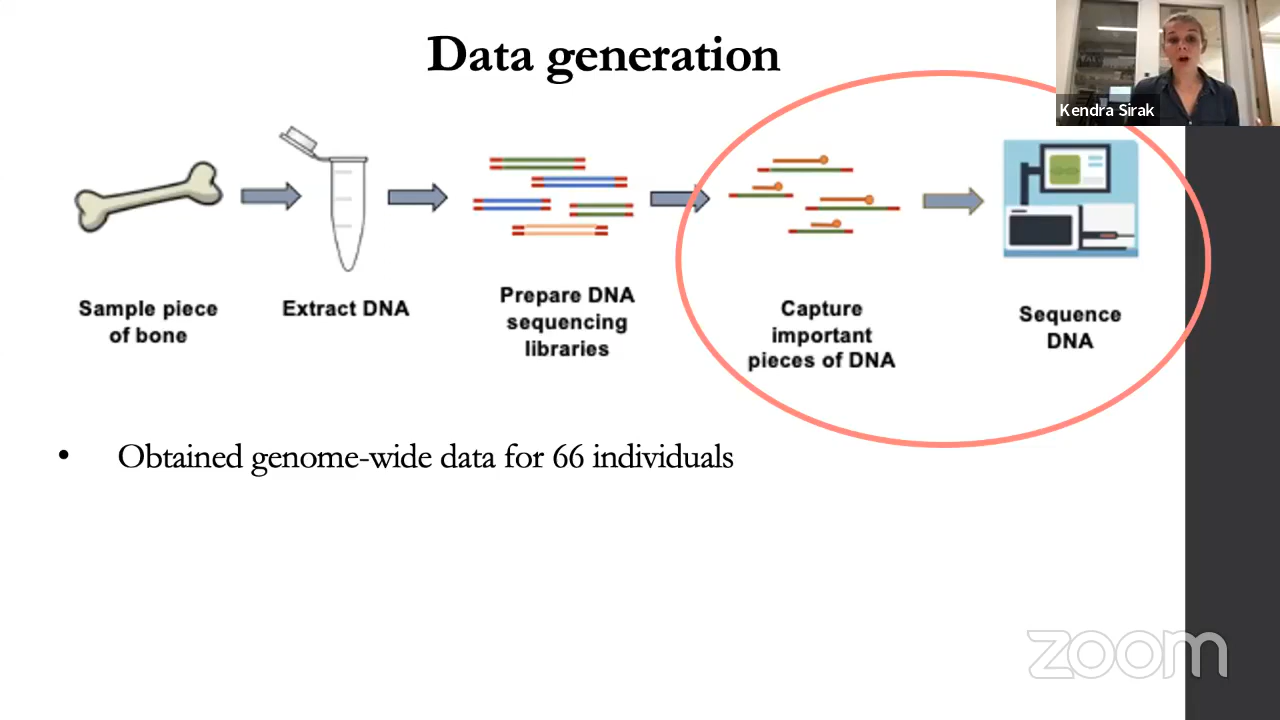 Data generation
Kendra Sirak
Sample piece
of bone
Extract DNA
Prepare DNA
sequencing
libraries
Capture
important
pieces of DNA
Sequence
DNA
• Obtained genome-wide data for 66 individuals
zoom